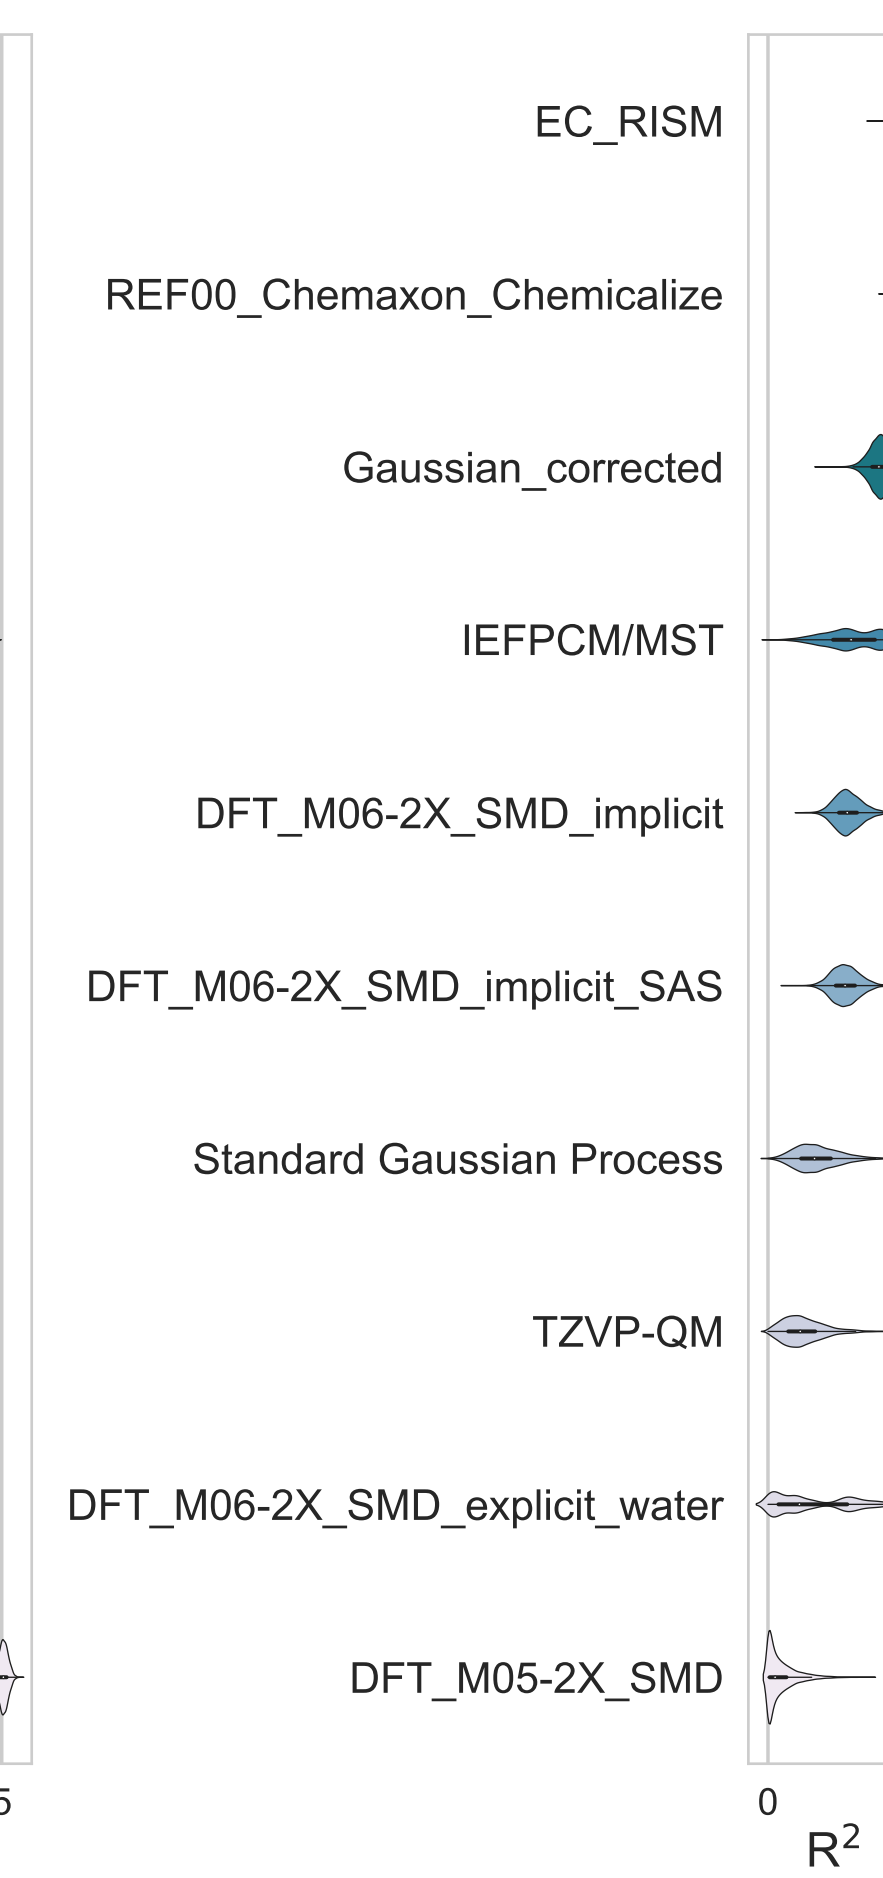 EC_RISM
REF00_Chemaxon_Chemicalize
Gaussian_corrected
IEFPCM/MST
DFT_M06-2X_SMD_implicit
DFT_M06-2X_SMD_implicit_SAS
Standard Gaussian Process
TZVP-QM
DFT_M06-2X_SMD_explicit_water
DFT_M05-2X_SMD
5 0
R²